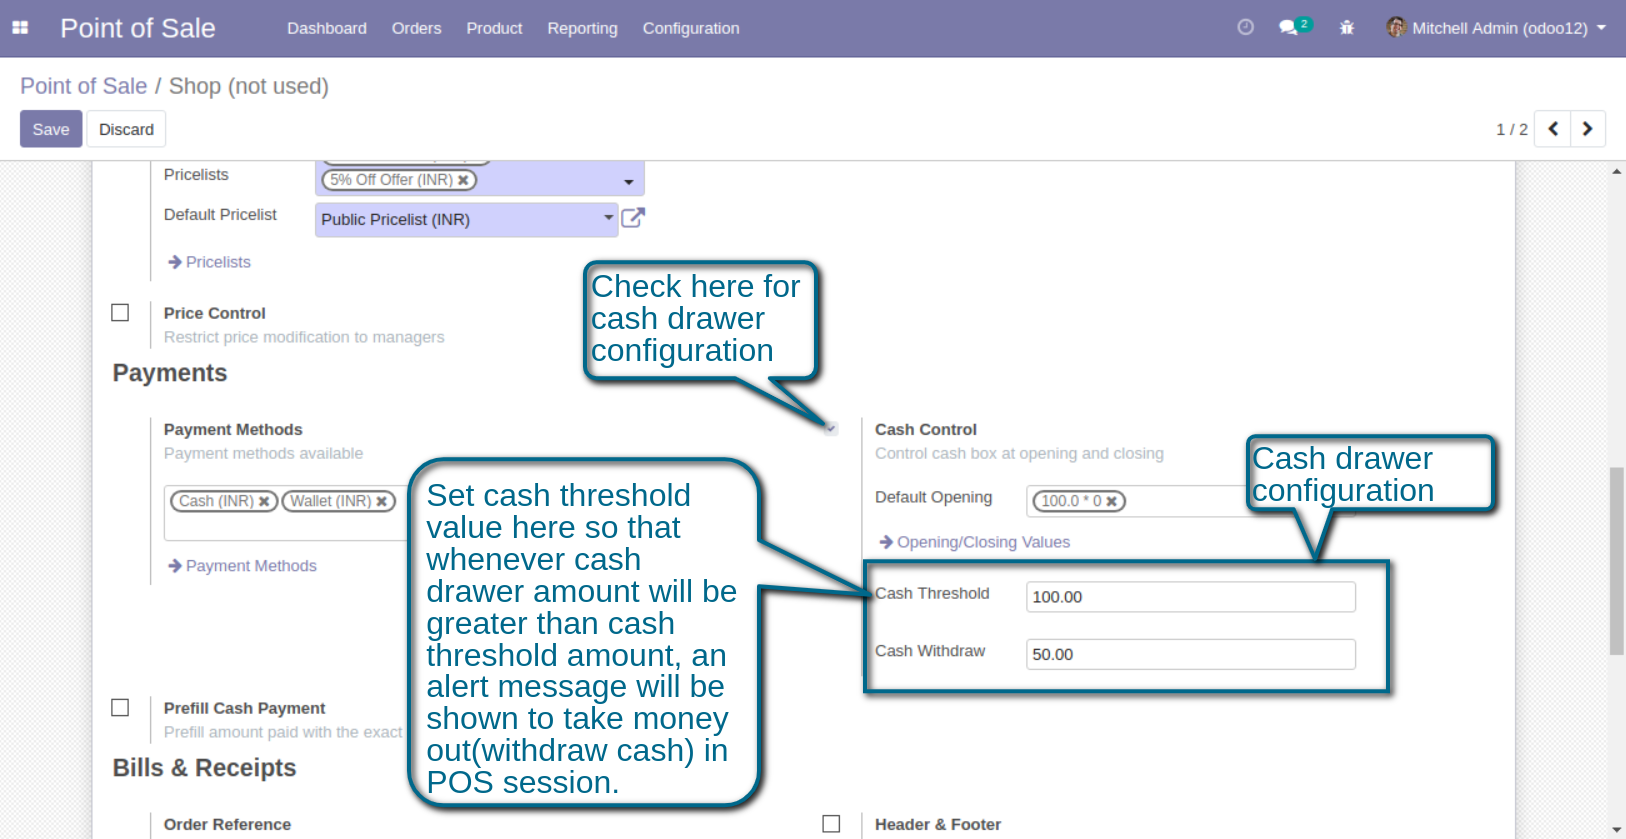 Point of Sale
Dashboard Orders Product Reporting Configuration
2
Mitchell Admin (odoo12)
Point of Sale / Shop (not used)
Save Discard
1 / 2
Pricelists
5% Off Offer (INR)
Default Pricelist
Public Pricelist (INR)
Pricelists
Price Control
Restrict price modification to managers
Check here for
cash drawer
configuration
Payments
Payment Methods
Payment methods available
Cash (INR) Wallet (INR)
Payment Methods
Cash Control
Control cash box at opening and closing
Default Opening
100.0 * 0
Opening/Closing Values
Cash drawer
configuration
Cash Threshold
100.00
Cash Withdraw
50.00
Set cash threshold
value here so that
whenever cash
drawer amount will be
greater than cash
threshold amount, an
alert message will be
shown to take money
out(withdraw cash) in
POS session.
Prefill Cash Payment
Prefill amount paid with the exact
Bills & Receipts
Order Reference
Header & Footer